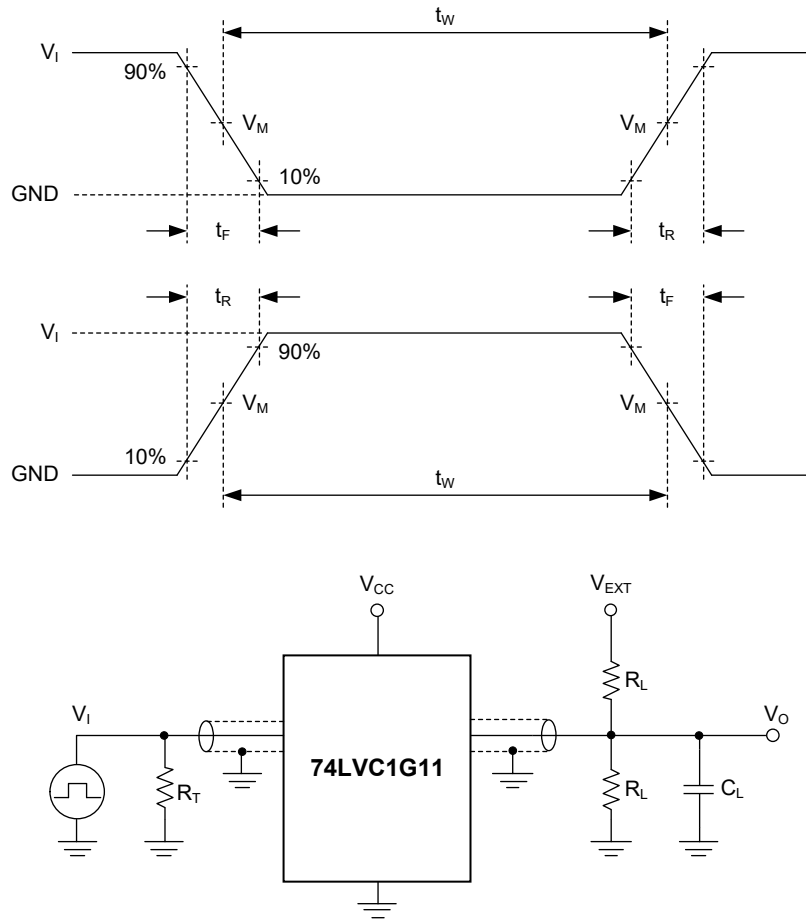 t_W
V_I
90%
V_M V_M
10%
GND
t_F t_R
t_R t_F
V_I
90%
V_M V_M
10%
GND
t_W
V_CC V_EXT
R_L
V_I V_O
74LVC1G11
R_T R_L C_L